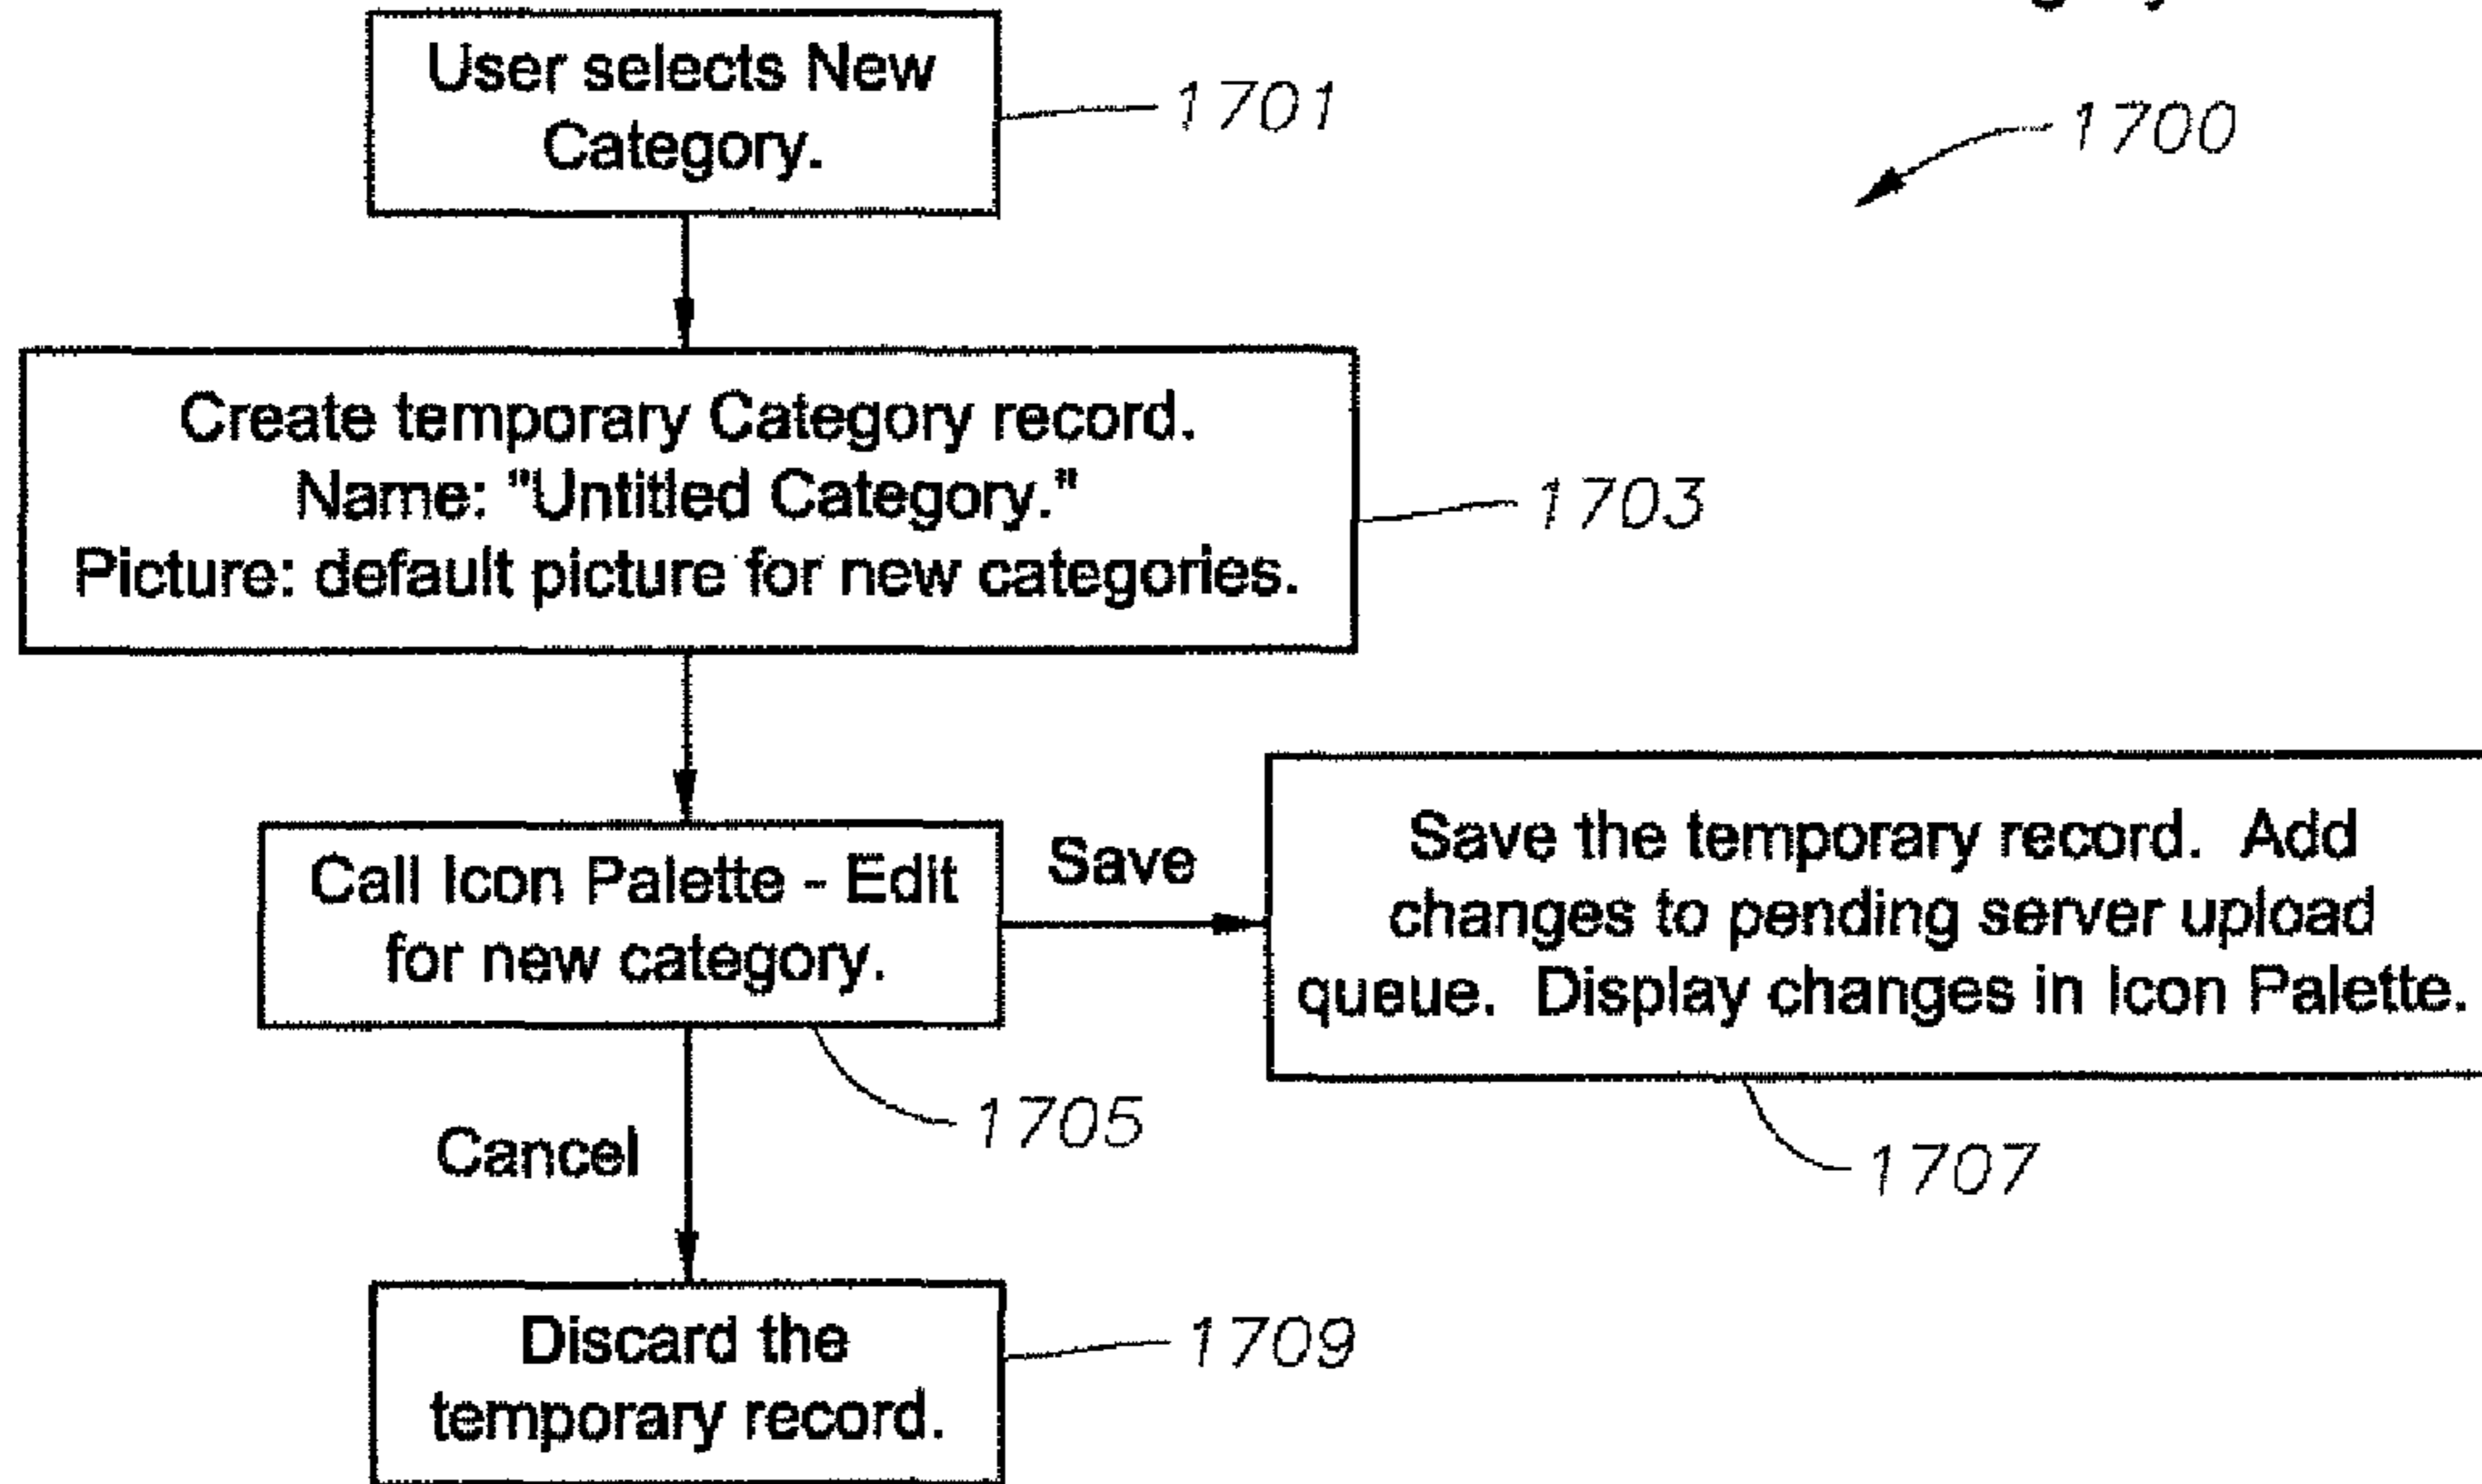 User selects New
Category.
1701
1700
Create temporary Category record.
Name: "Untitled Category."
Picture: default picture for new categories.
1703
Call Icon Palette - Edit
for new category.
1705
Save
Save the temporary record. Add
changes to pending server upload
queue. Display changes in Icon Palette.
1707
Cancel
Discard the
temporary record.
1709